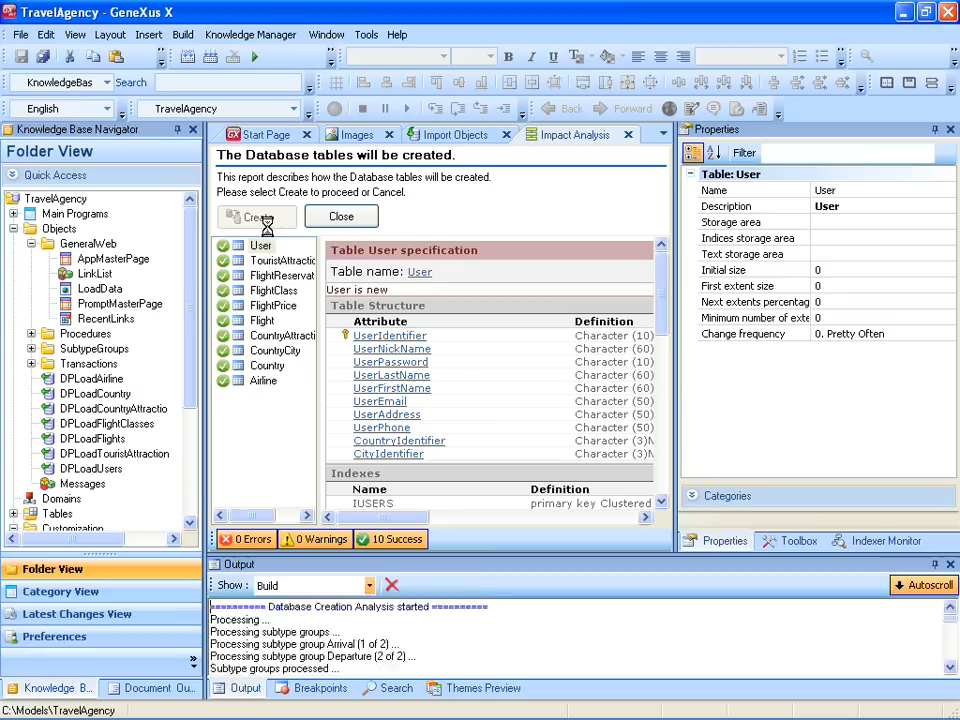 TravelAgency - GeneXus X
File Edit View Layout Insert Build Knowledge Manager Window Tools Help
KnowledgeBas Search
English TravelAgency Back Forward
Knowledge Base Navigator
Folder View
Quick Access
TravelAgency
Main Programs
Objects
GeneralWeb
AppMasterPage
LinkList
LoadData
PromptMasterPage
RecentLinks
Procedures
SubtypeGroups
Transactions
DPLoadAirline
DPLoadCountry
DPLoadCountryAttractio
DPLoadFlightClasses
DPLoadFlights
DPLoadTouristAttraction
DPLoadUsers
Messages
Domains
Tables
Customization
Folder View
Category View
Latest Changes View
Preferences
Knowledge B... Document Ou...
Start Page Images Import Objects Impact Analysis
The Database tables will be created.
This report describes how the Database tables will be created.
Please select Create to proceed or Cancel.
Create Close
User
TouristAttractic
FlightReservat
FlightClass
FlightPrice
Flight
CountryAttracti
CountryCity
Country
Airline
Table User specification
Table name: User
User is new
Table Structure
Attribute Definition
UserIdentifier Character (10)
UserNickName Character (60)
UserPassword Character (10)
UserLastName Character (60)
UserFirstName Character (60)
UserEmail Character (50)
UserAddress Character (50)
UserPhone Character (50)
CountryIdentifier Character (3)N
CityIdentifier Character (3)N
Indexes
Name Definition
IUSERS primary key Clustered
0 Errors 0 Warnings 10 Success
Properties
Filter
Table: User
Name User
Description User
Storage area
Indices storage area
Text storage area
Initial size 0
First extent size 0
Next extents percentag 0
Minimum number of exte 0
Change frequency 0. Pretty Often
Categories
Properties Toolbox Indexer Monitor
Output
Show: Build Autoscroll
========== Database Creation Analysis started ==========
Processing ...
Processing subtype groups ...
Processing subtype group Arrival (1 of 2) ...
Processing subtype group Departure (2 of 2) ...
Subtype groups processed ...
Output Breakpoints Search Themes Preview
C:\Models\TravelAgency